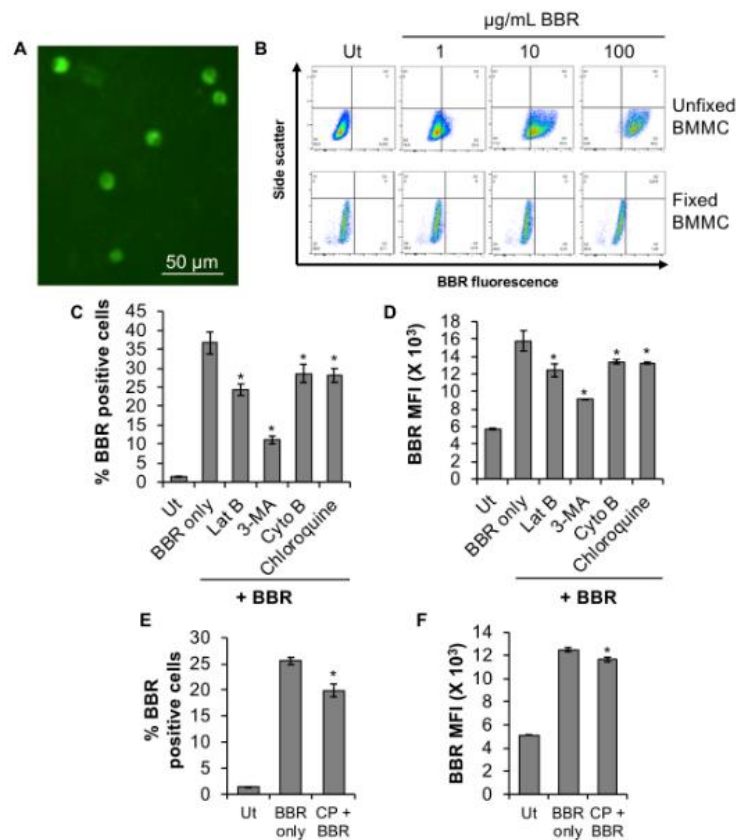 A
50 µm
B
µg/mL BBR
Ut
1
10
100
Side scatter
Unfixed
BMMC
Fixed
BMMC
BBR fluorescence
C
% BBR positive cells
45
40
35
30
25
20
15
10
5
0
*
*
*
*
Ut
BBR only
Lat B
3-MA
Cyto B
Chloroquine
+ BBR
D
BBR MFI (X 10³)
18
16
14
12
10
8
6
4
2
0
*
*
*
*
Ut
BBR only
Lat B
3-MA
Cyto B
Chloroquine
+ BBR
E
% BBR
positive cells
30
25
20
15
10
5
0
*
Ut
BBR
only
CP +
BBR
F
BBR MFI (X 10³)
14
12
10
8
6
4
2
0
*
Ut
BBR
only
CP +
BBR